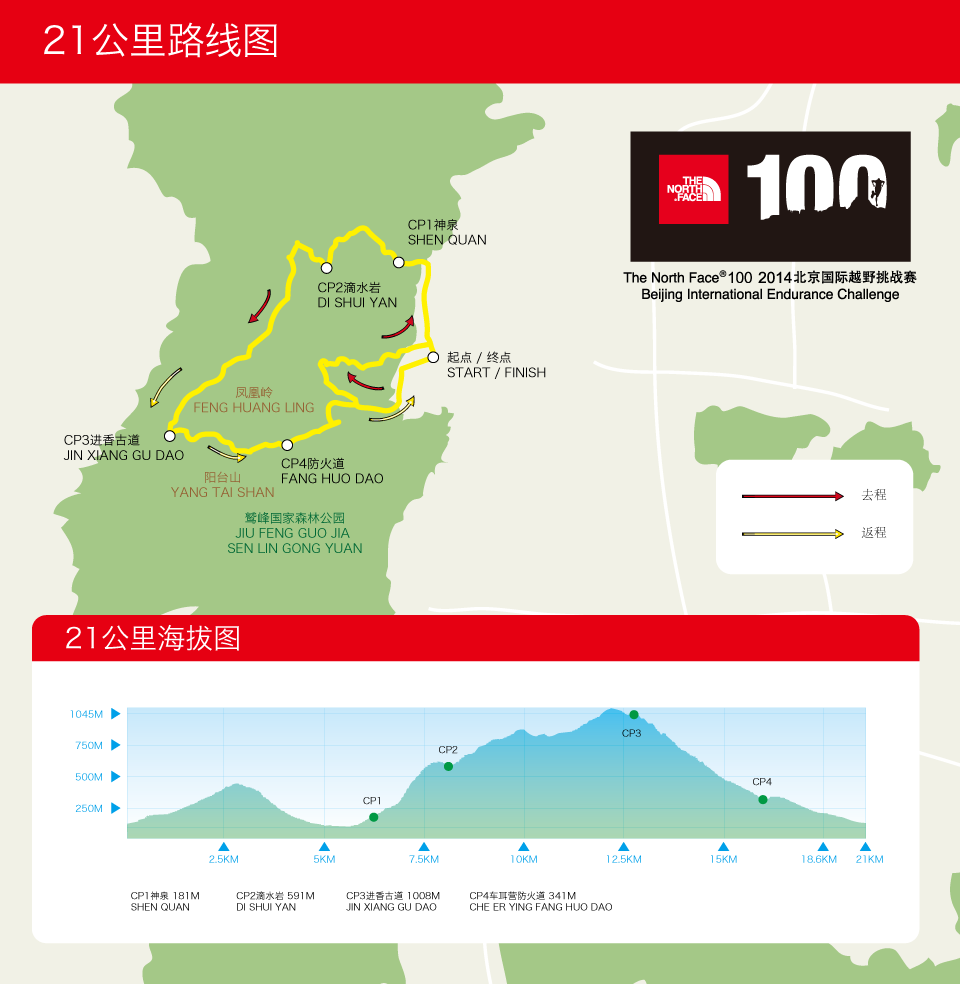 21公里路线图
THE
NORTH
FACE
100
The North Face®100 2014北京国际越野挑战赛
Beijing International Endurance Challenge
CP1神泉
SHEN QUAN
CP2滴水岩
DI SHUI YAN
起点 / 终点
START / FINISH
凤凰岭
FENG HUANG LING
CP3进香古道
JIN XIANG GU DAO
CP4防火道
FANG HUO DAO
阳台山
YANG TAI SHAN
鹫峰国家森林公园
JIU FENG GUO JIA
SEN LIN GONG YUAN
去程
返程
21公里海拔图
1045M
750M
500M
250M
CP1
CP2
CP3
CP4
2.5KM
5KM
7.5KM
10KM
12.5KM
15KM
18.6KM
21KM
CP1神泉 181M
SHEN QUAN
CP2滴水岩 591M
DI SHUI YAN
CP3进香古道 1008M
JIN XIANG GU DAO
CP4车耳营防火道 341M
CHE ER YING FANG HUO DAO